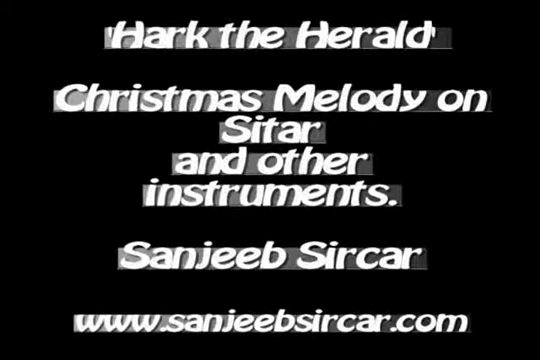 'Hark the Herald'
Christmas Melody on
Sitar
and other
instruments.
Sanjeeb Sircar
www.sanjeebsircar.com